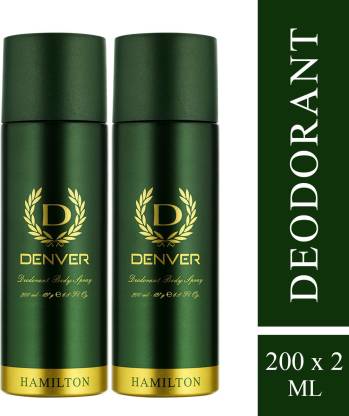 D
DENVER
Deodorant Body Spray
HAMILTON
D
DENVER
Deodorant Body Spray
HAMILTON
DEODORANT
200 x 2
ML